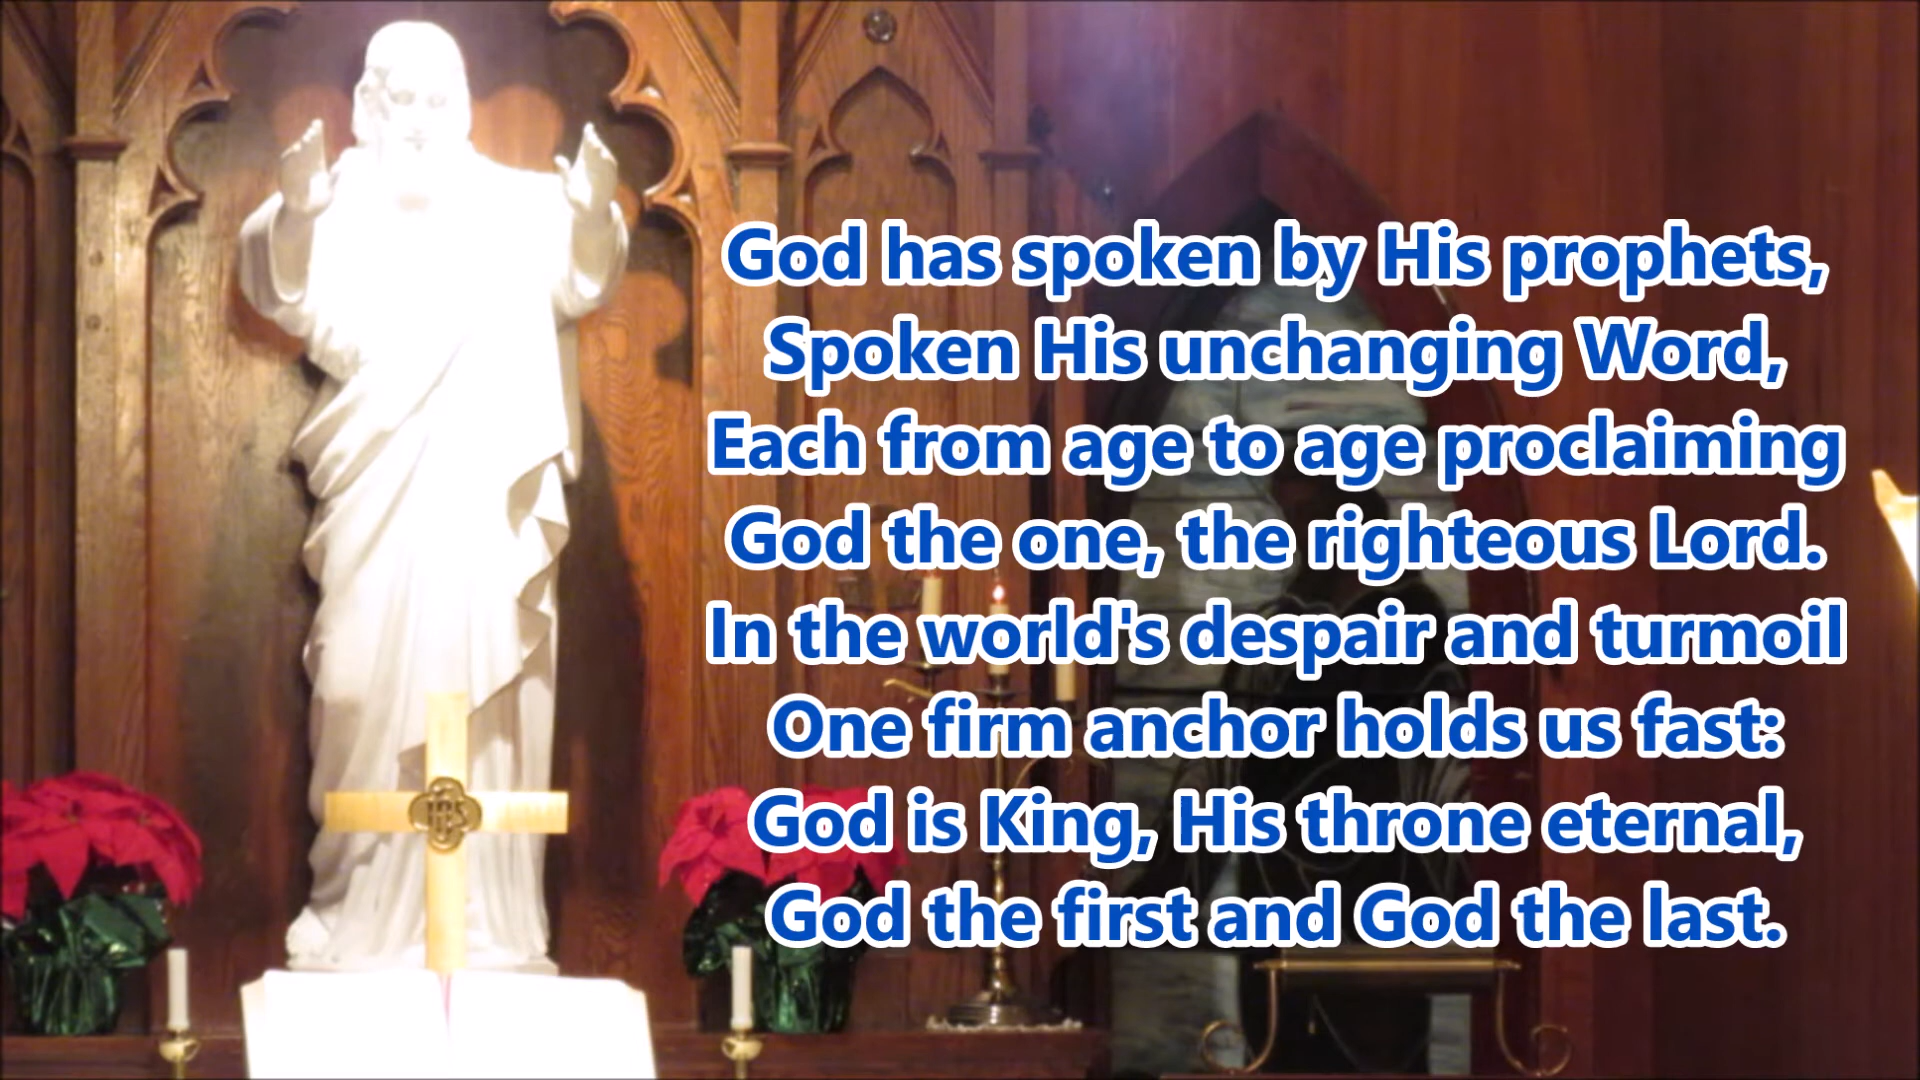 God has spoken by His prophets,
Spoken His unchanging Word,
Each from age to age proclaiming
God the one, the righteous Lord.
In the world's despair and turmoil
One firm anchor holds us fast:
God is King, His throne eternal,
God the first and God the last.
IHS